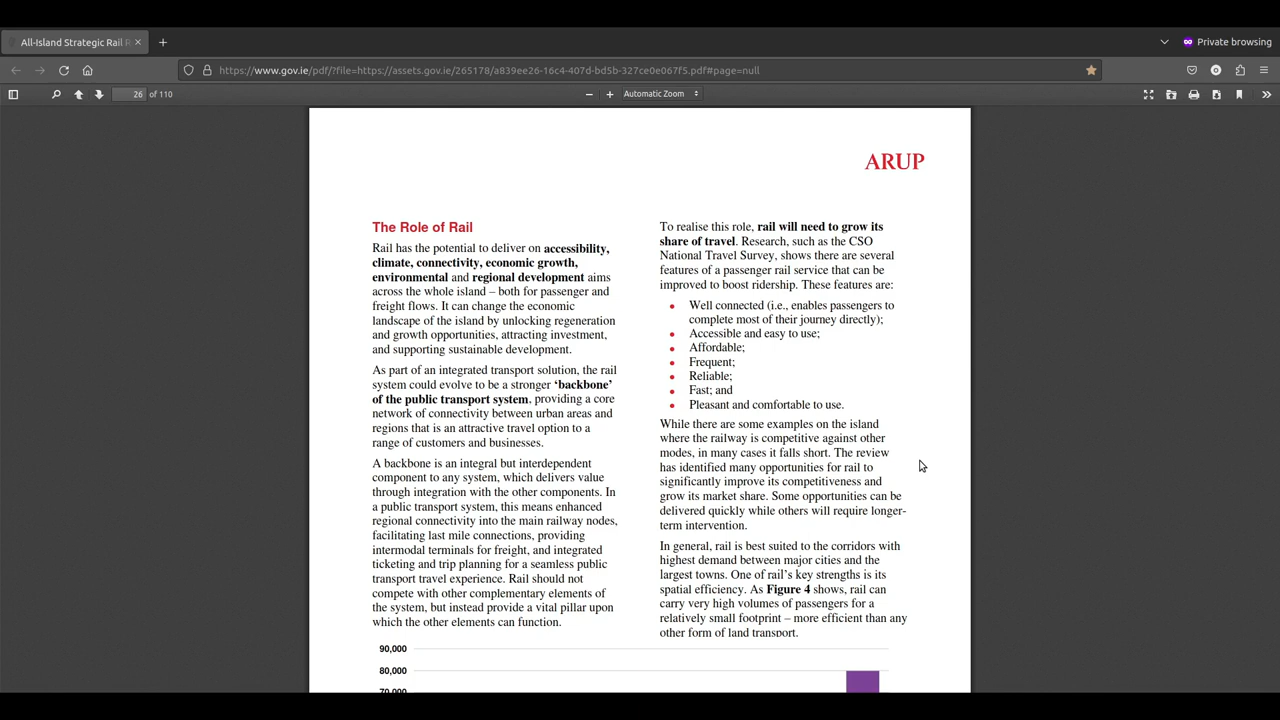 All-Island Strategic Rail R
Private browsing
https://www.gov.ie/pdf/?file=https://assets.gov.ie/265178/a839ee26-16c4-407d-bd5b-327ce0e067f5.pdf#page=null
26 of 110
Automatic Zoom
ARUP
The Role of Rail
Rail has the potential to deliver on accessibility,
climate, connectivity, economic growth,
environmental and regional development aims
across the whole island – both for passenger and
freight flows. It can change the economic
landscape of the island by unlocking regeneration
and growth opportunities, attracting investment,
and supporting sustainable development.
As part of an integrated transport solution, the rail
system could evolve to be a stronger ‘backbone’
of the public transport system, providing a core
network of connectivity between urban areas and
regions that is an attractive travel option to a
range of customers and businesses.
A backbone is an integral but interdependent
component to any system, which delivers value
through integration with the other components. In
a public transport system, this means enhanced
regional connectivity into the main railway nodes,
facilitating last mile connections, providing
intermodal terminals for freight, and integrated
ticketing and trip planning for a seamless public
transport travel experience. Rail should not
compete with other complementary elements of
the system, but instead provide a vital pillar upon
which the other elements can function.
To realise this role, rail will need to grow its
share of travel. Research, such as the CSO
National Travel Survey, shows there are several
features of a passenger rail service that can be
improved to boost ridership. These features are:
• Well connected (i.e., enables passengers to
complete most of their journey directly);
• Accessible and easy to use;
• Affordable;
• Frequent;
• Reliable;
• Fast; and
• Pleasant and comfortable to use.
While there are some examples on the island
where the railway is competitive against other
modes, in many cases it falls short. The review
has identified many opportunities for rail to
significantly improve its competitiveness and
grow its market share. Some opportunities can be
delivered quickly while others will require longer-
term intervention.
In general, rail is best suited to the corridors with
highest demand between major cities and the
largest towns. One of rail’s key strengths is its
spatial efficiency. As Figure 4 shows, rail can
carry very high volumes of passengers for a
relatively small footprint – more efficient than any
other form of land transport.
90,000
80,000
70,000